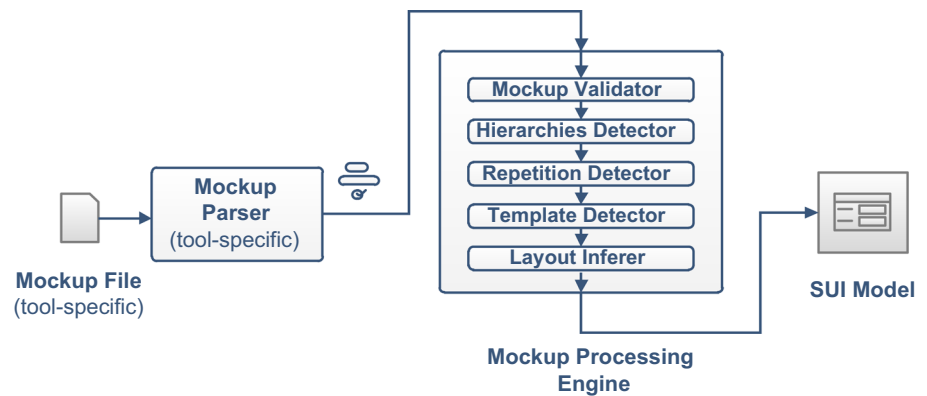 Mockup File
(tool-specific)
Mockup
Parser
(tool-specific)
Mockup Validator
Hierarchies Detector
Repetition Detector
Template Detector
Layout Inferer
Mockup Processing
Engine
SUI Model